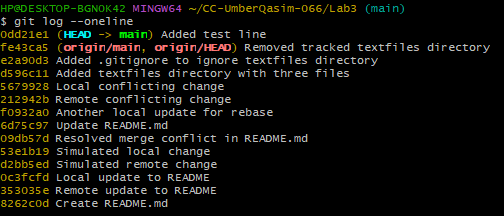 HP@DESKTOP-BGNOK42 MINGW64 ~/CC-UmberQasim-066/Lab3 (main)
$ git log --oneline
0dd21e1 (HEAD -> main) Added test line
fe43ca5 (origin/main, origin/HEAD) Removed tracked textfiles directory
e2a90d3 Added .gitignore to ignore textfiles directory
d596c11 Added textfiles directory with three files
5679928 Local conflicting change
212942b Remote conflicting change
f0932a0 Another local update for rebase
6d75c97 Update README.md
09db57d Resolved merge conflict in README.md
53e1b19 Simulated local change
d2bb5ed Simulated remote change
0c3fcfd Local update to README
353035e Remote update to README
8262c0d Create README.md